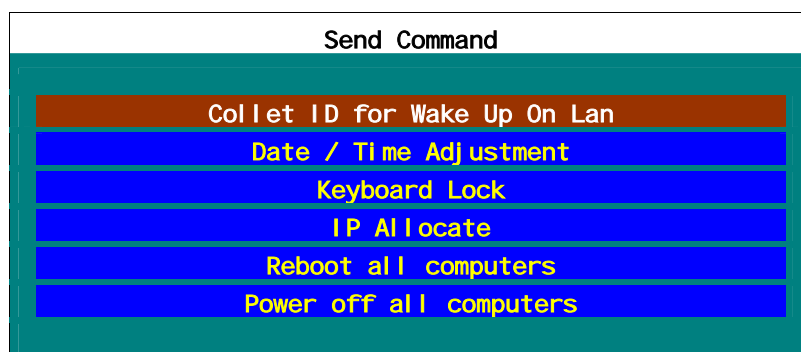 Send Command
Collet ID for Wake Up On Lan
Date / Time Adjustment
Keyboard Lock
IP Allocate
Reboot all computers
Power off all computers